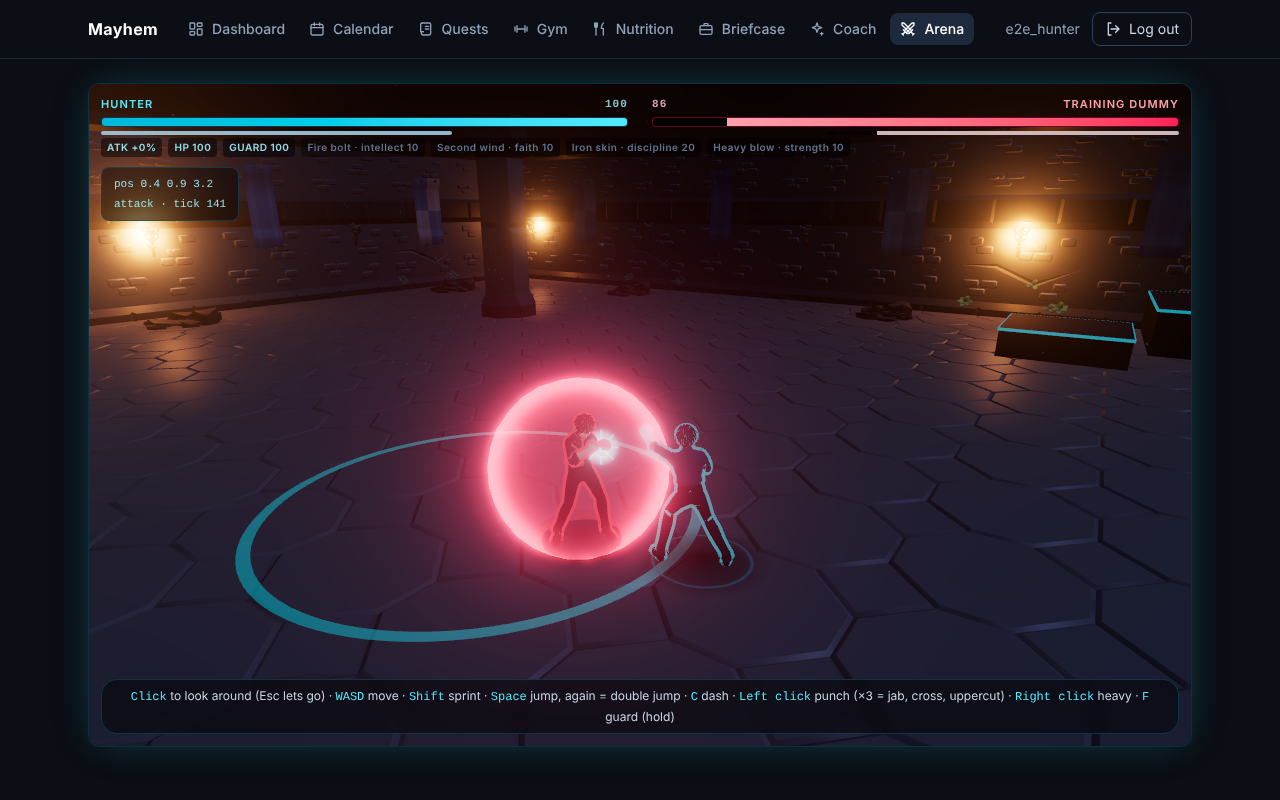 Mayhem Dashboard Calendar Quests Gym Nutrition Briefcase Coach Arena e2e_hunter Log out
HUNTER 100 86 TRAINING DUMMY
ATK +0% HP 100 GUARD 100 Fire bolt · intellect 10 Second wind · faith 10 Iron skin · discipline 20 Heavy blow · strength 10
pos 0.4 0.9 3.2
attack · tick 141
Click to look around (Esc lets go) · WASD move · Shift sprint · Space jump, again = double jump · C dash · Left click punch (×3 = jab, cross, uppercut) · Right click heavy · F
guard (hold)